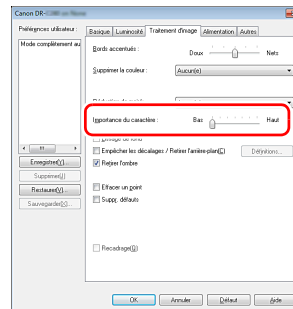 Canon DR-
Préférences utilisateur :
Mode complètement au
Enregistrer[Y]...
Supprimer[J]
Restaurer[V]...
Sauvegarder[X]...
Basique Luminosité Traitement d'image Alimentation Autres
Bords accentués : Doux Nets
Supprimer la couleur : Aucun(e)
Importance du caractère : Bas Haut
Empêcher les décalages / Retirer l'arrière-plan[C] Définitions...
Retirer l'ombre
Effacer un point
Suppr. défauts
Recadrage[Q]
OK Annuler Défaut Aide